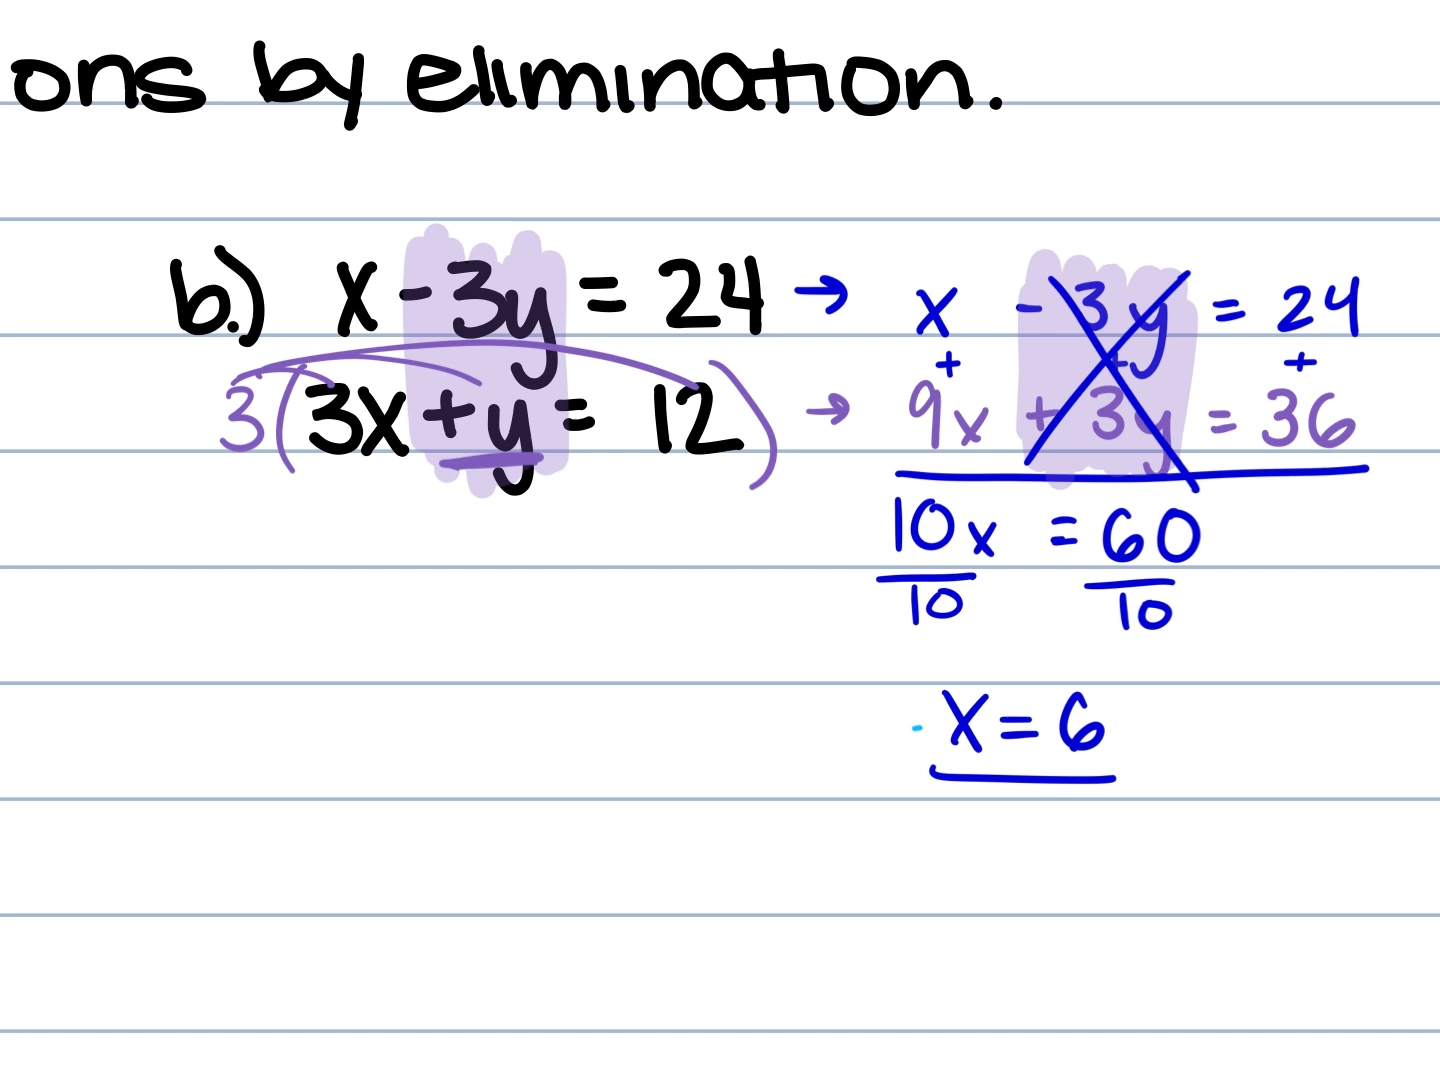 ons by elimination.
b.) x - 3y = 24 → x - 3y = 24
+ + +
3(3x + y = 12) → 9x + 3y = 36
10x = 60
10 10
x = 6